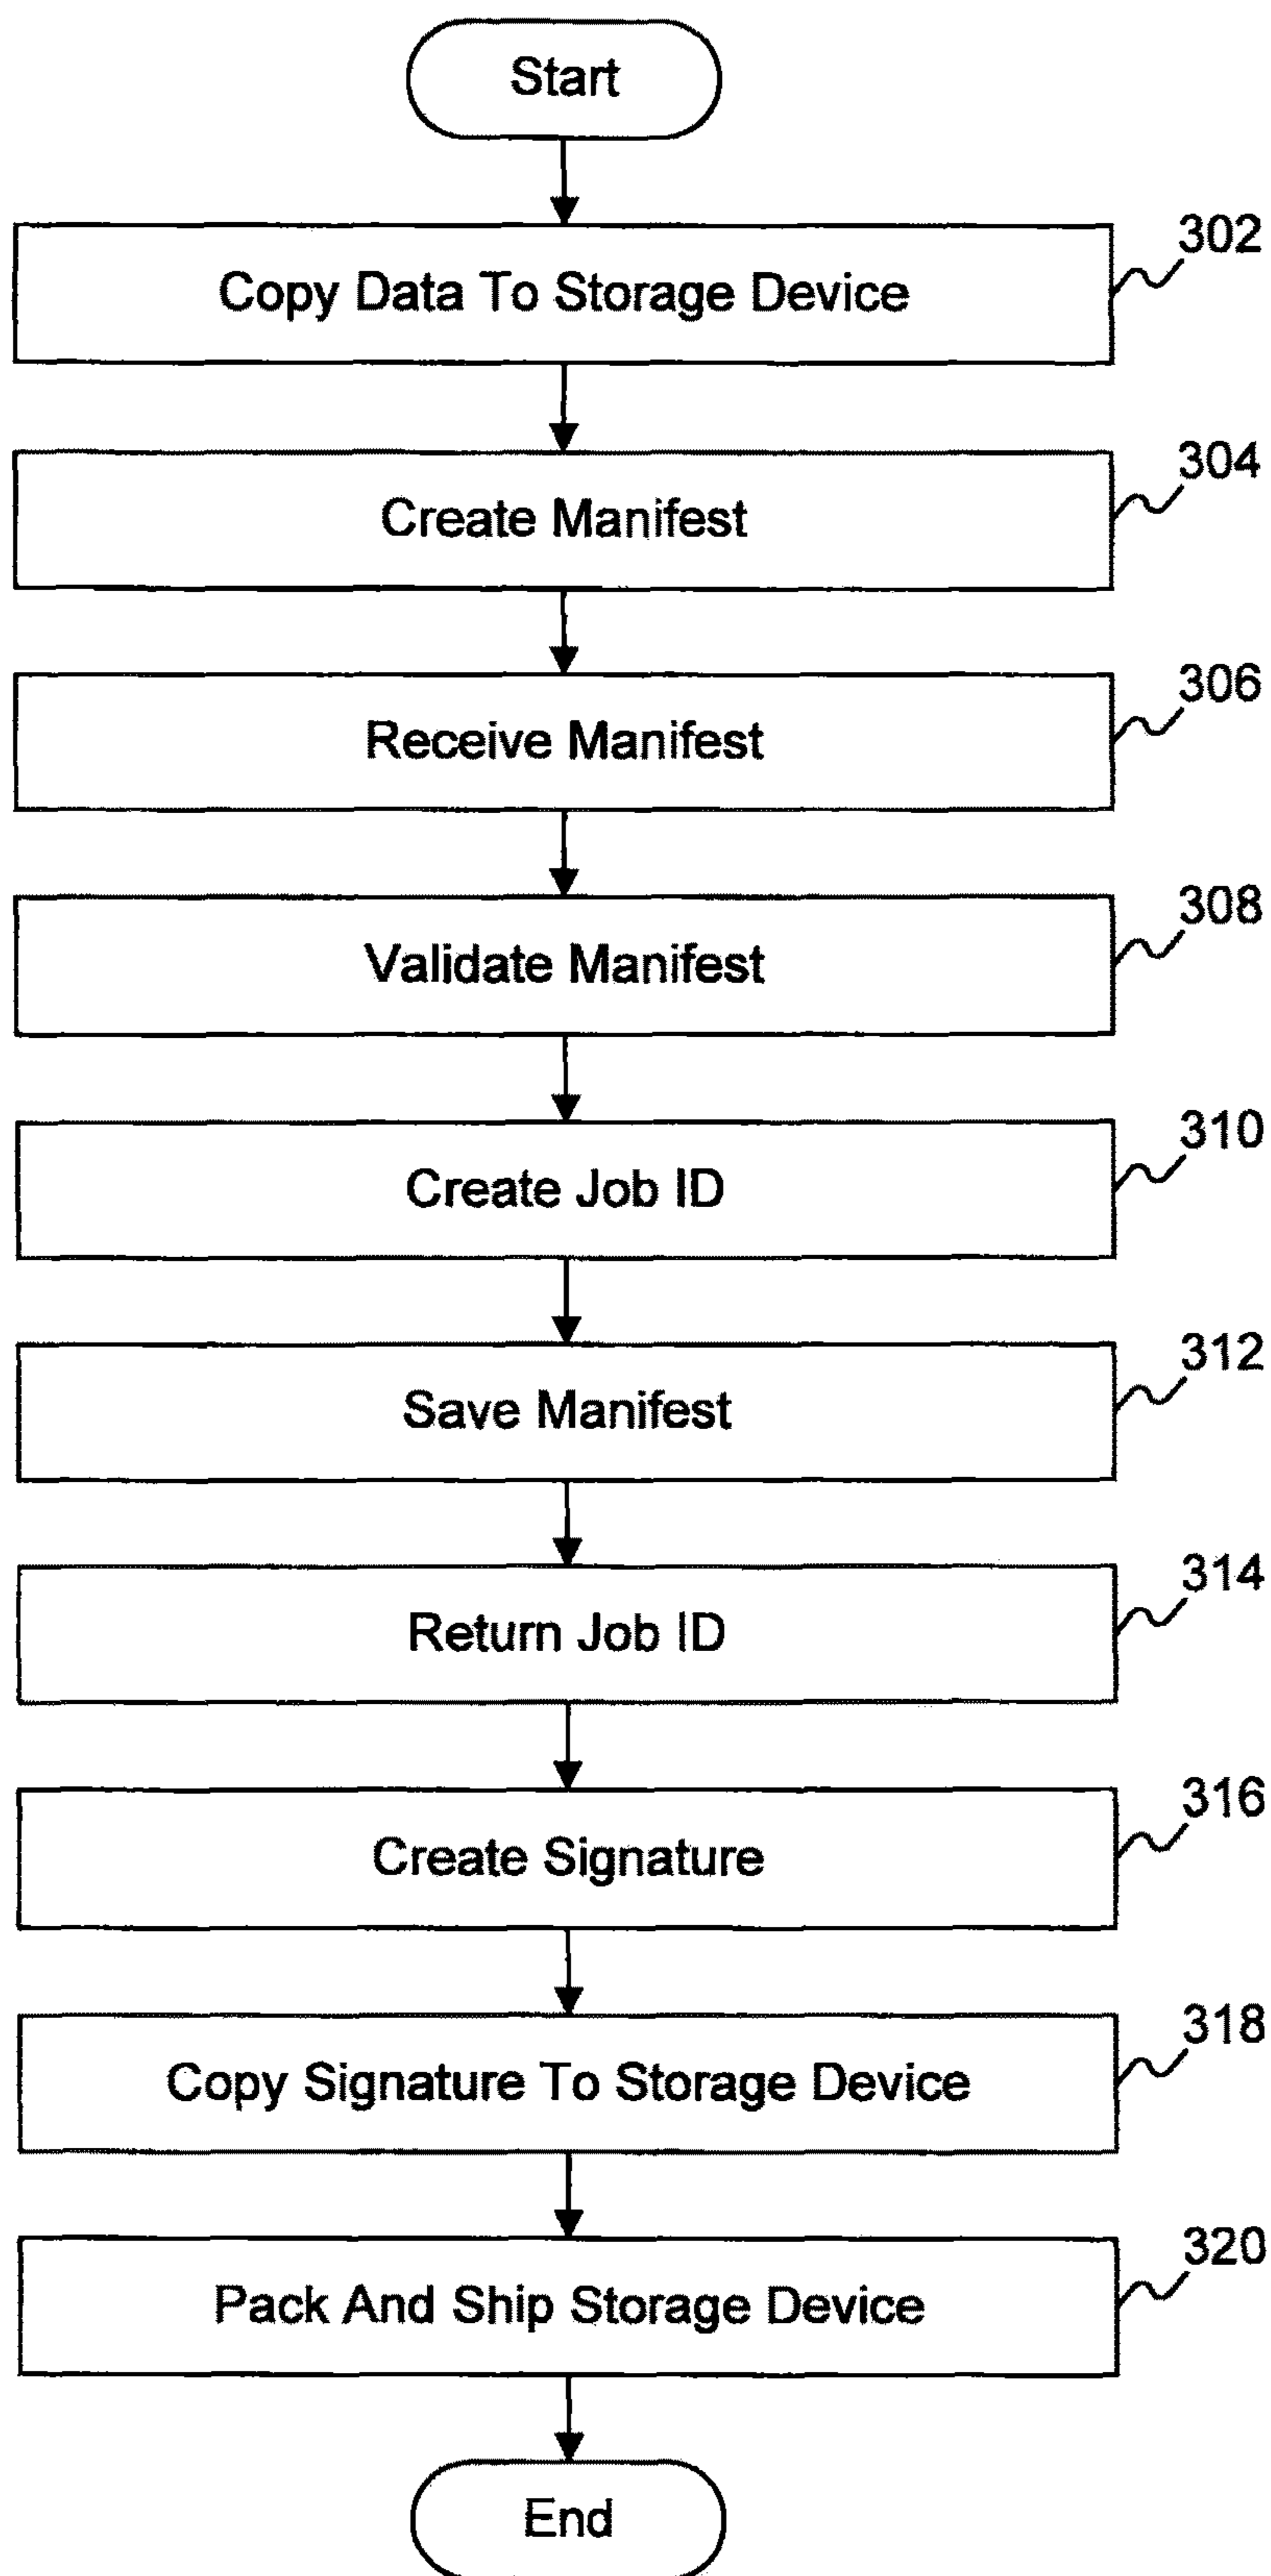 Start
302
Copy Data To Storage Device
304
Create Manifest
306
Receive Manifest
308
Validate Manifest
310
Create Job ID
312
Save Manifest
314
Return Job ID
316
Create Signature
318
Copy Signature To Storage Device
320
Pack And Ship Storage Device
End